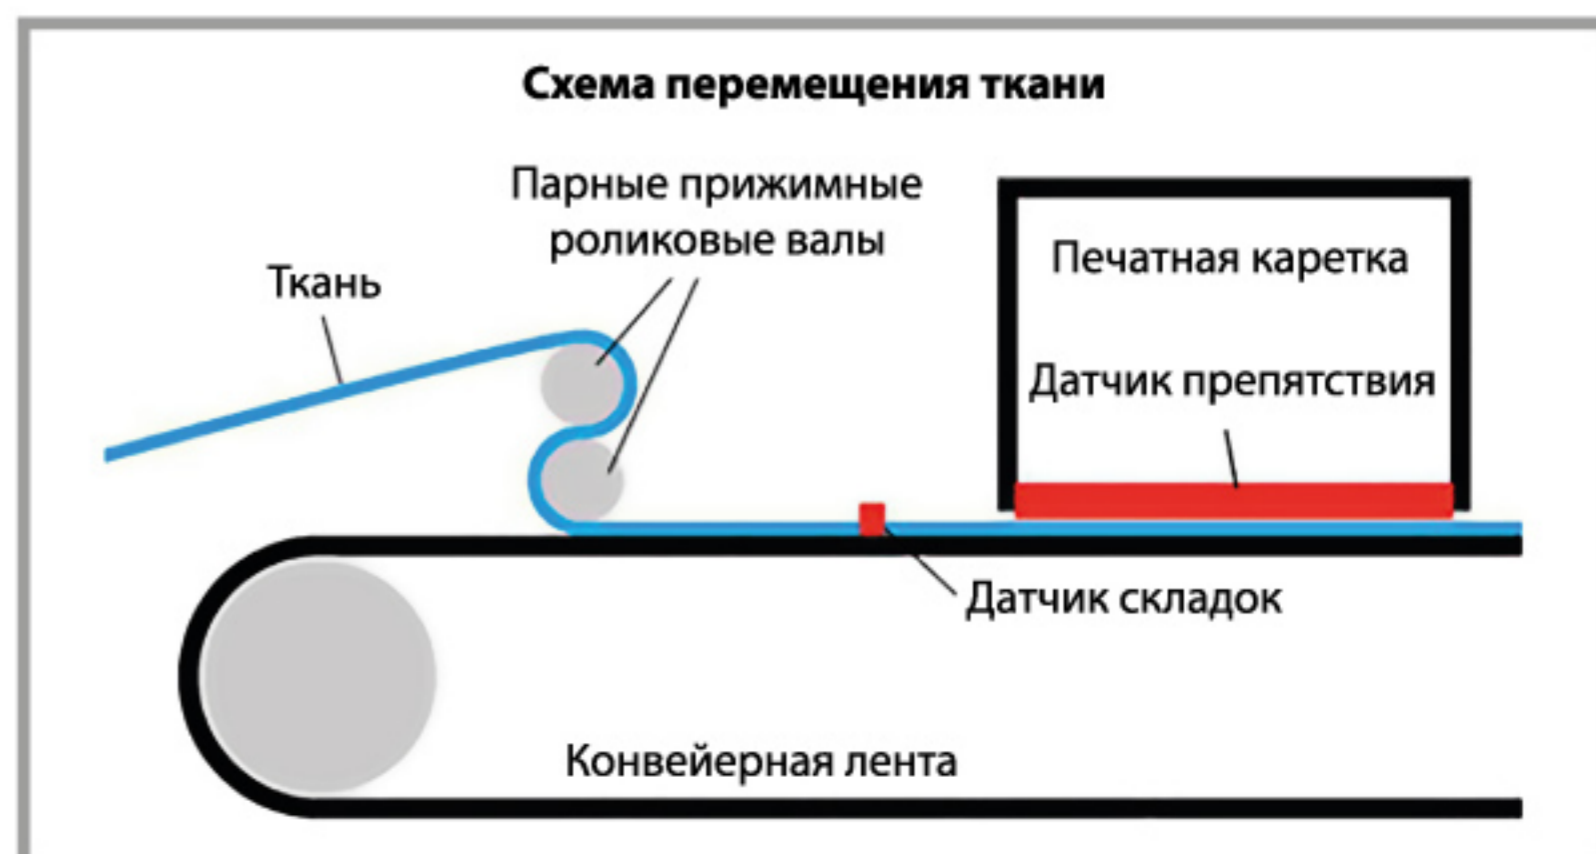 Схема перемещения ткани
Парные прижимные
роликовые валы
Ткань
Печатная каретка
Датчик препятствия
Датчик складок
Конвейерная лента